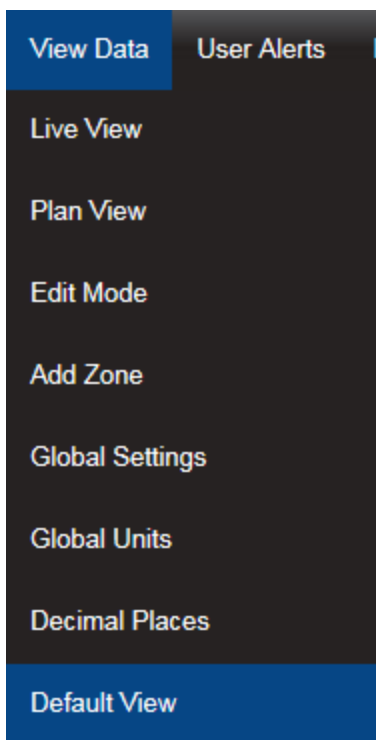 View Data User Alerts
Live View
Plan View
Edit Mode
Add Zone
Global Settings
Global Units
Decimal Places
Default View